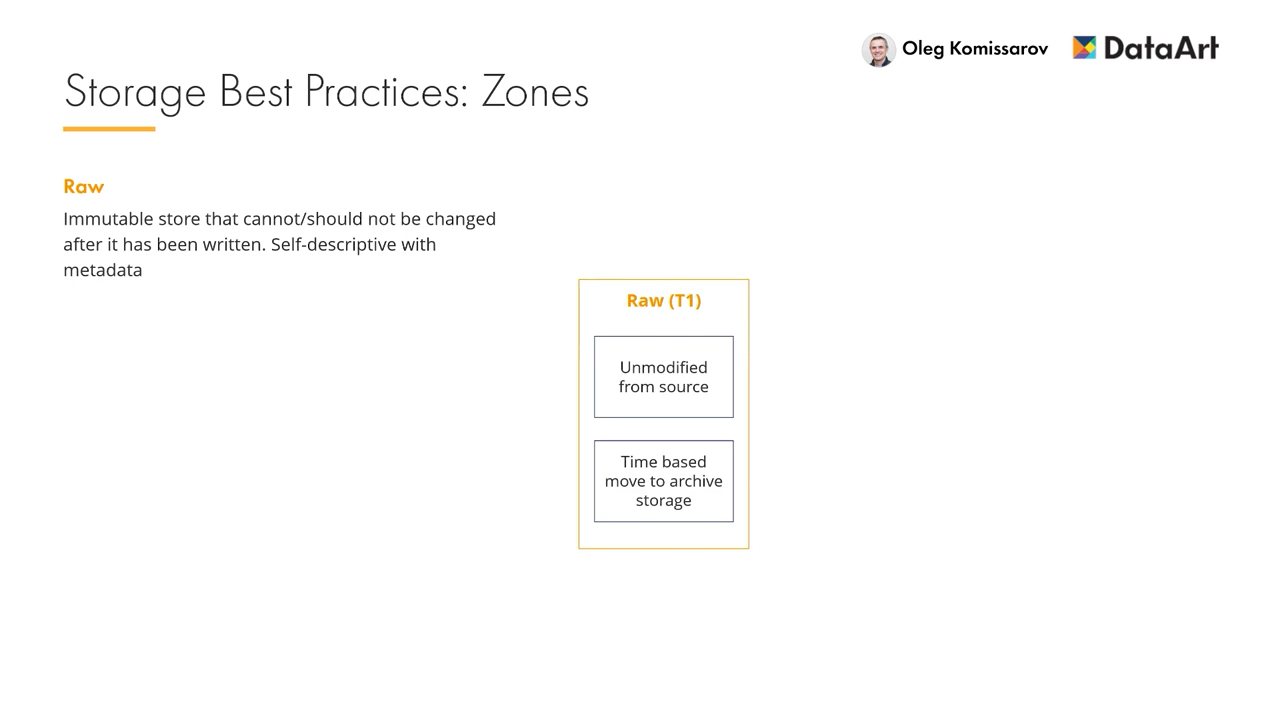 Oleg Komissarov
DataArt
Storage Best Practices: Zones
Raw
Immutable store that cannot/should not be changed
after it has been written. Self-descriptive with
metadata
Raw (T1)
Unmodified
from source
Time based
move to archive
storage